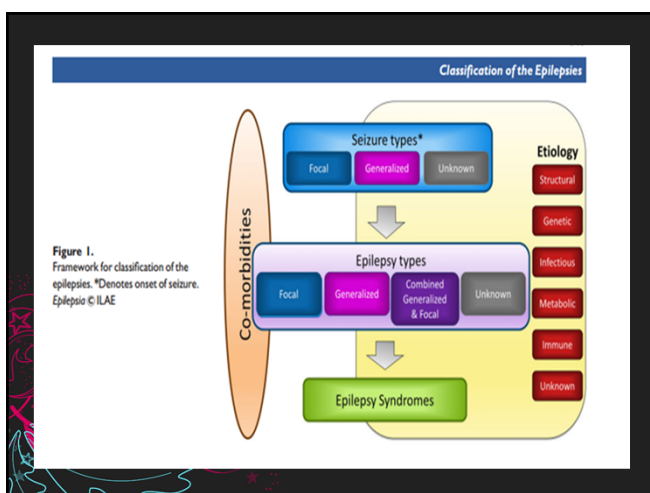 Classification of the Epilepsies
Co-morbidities
Seizure types*
Focal
Generalized
Unknown
Epilepsy types
Focal
Generalized
Combined
Generalized
& Focal
Unknown
Epilepsy Syndromes
Etiology
Structural
Genetic
Infectious
Metabolic
Immune
Unknown
Figure 1.
Framework for classification of the
epilepsies. *Denotes onset of seizure.
Epilepsia © ILAE